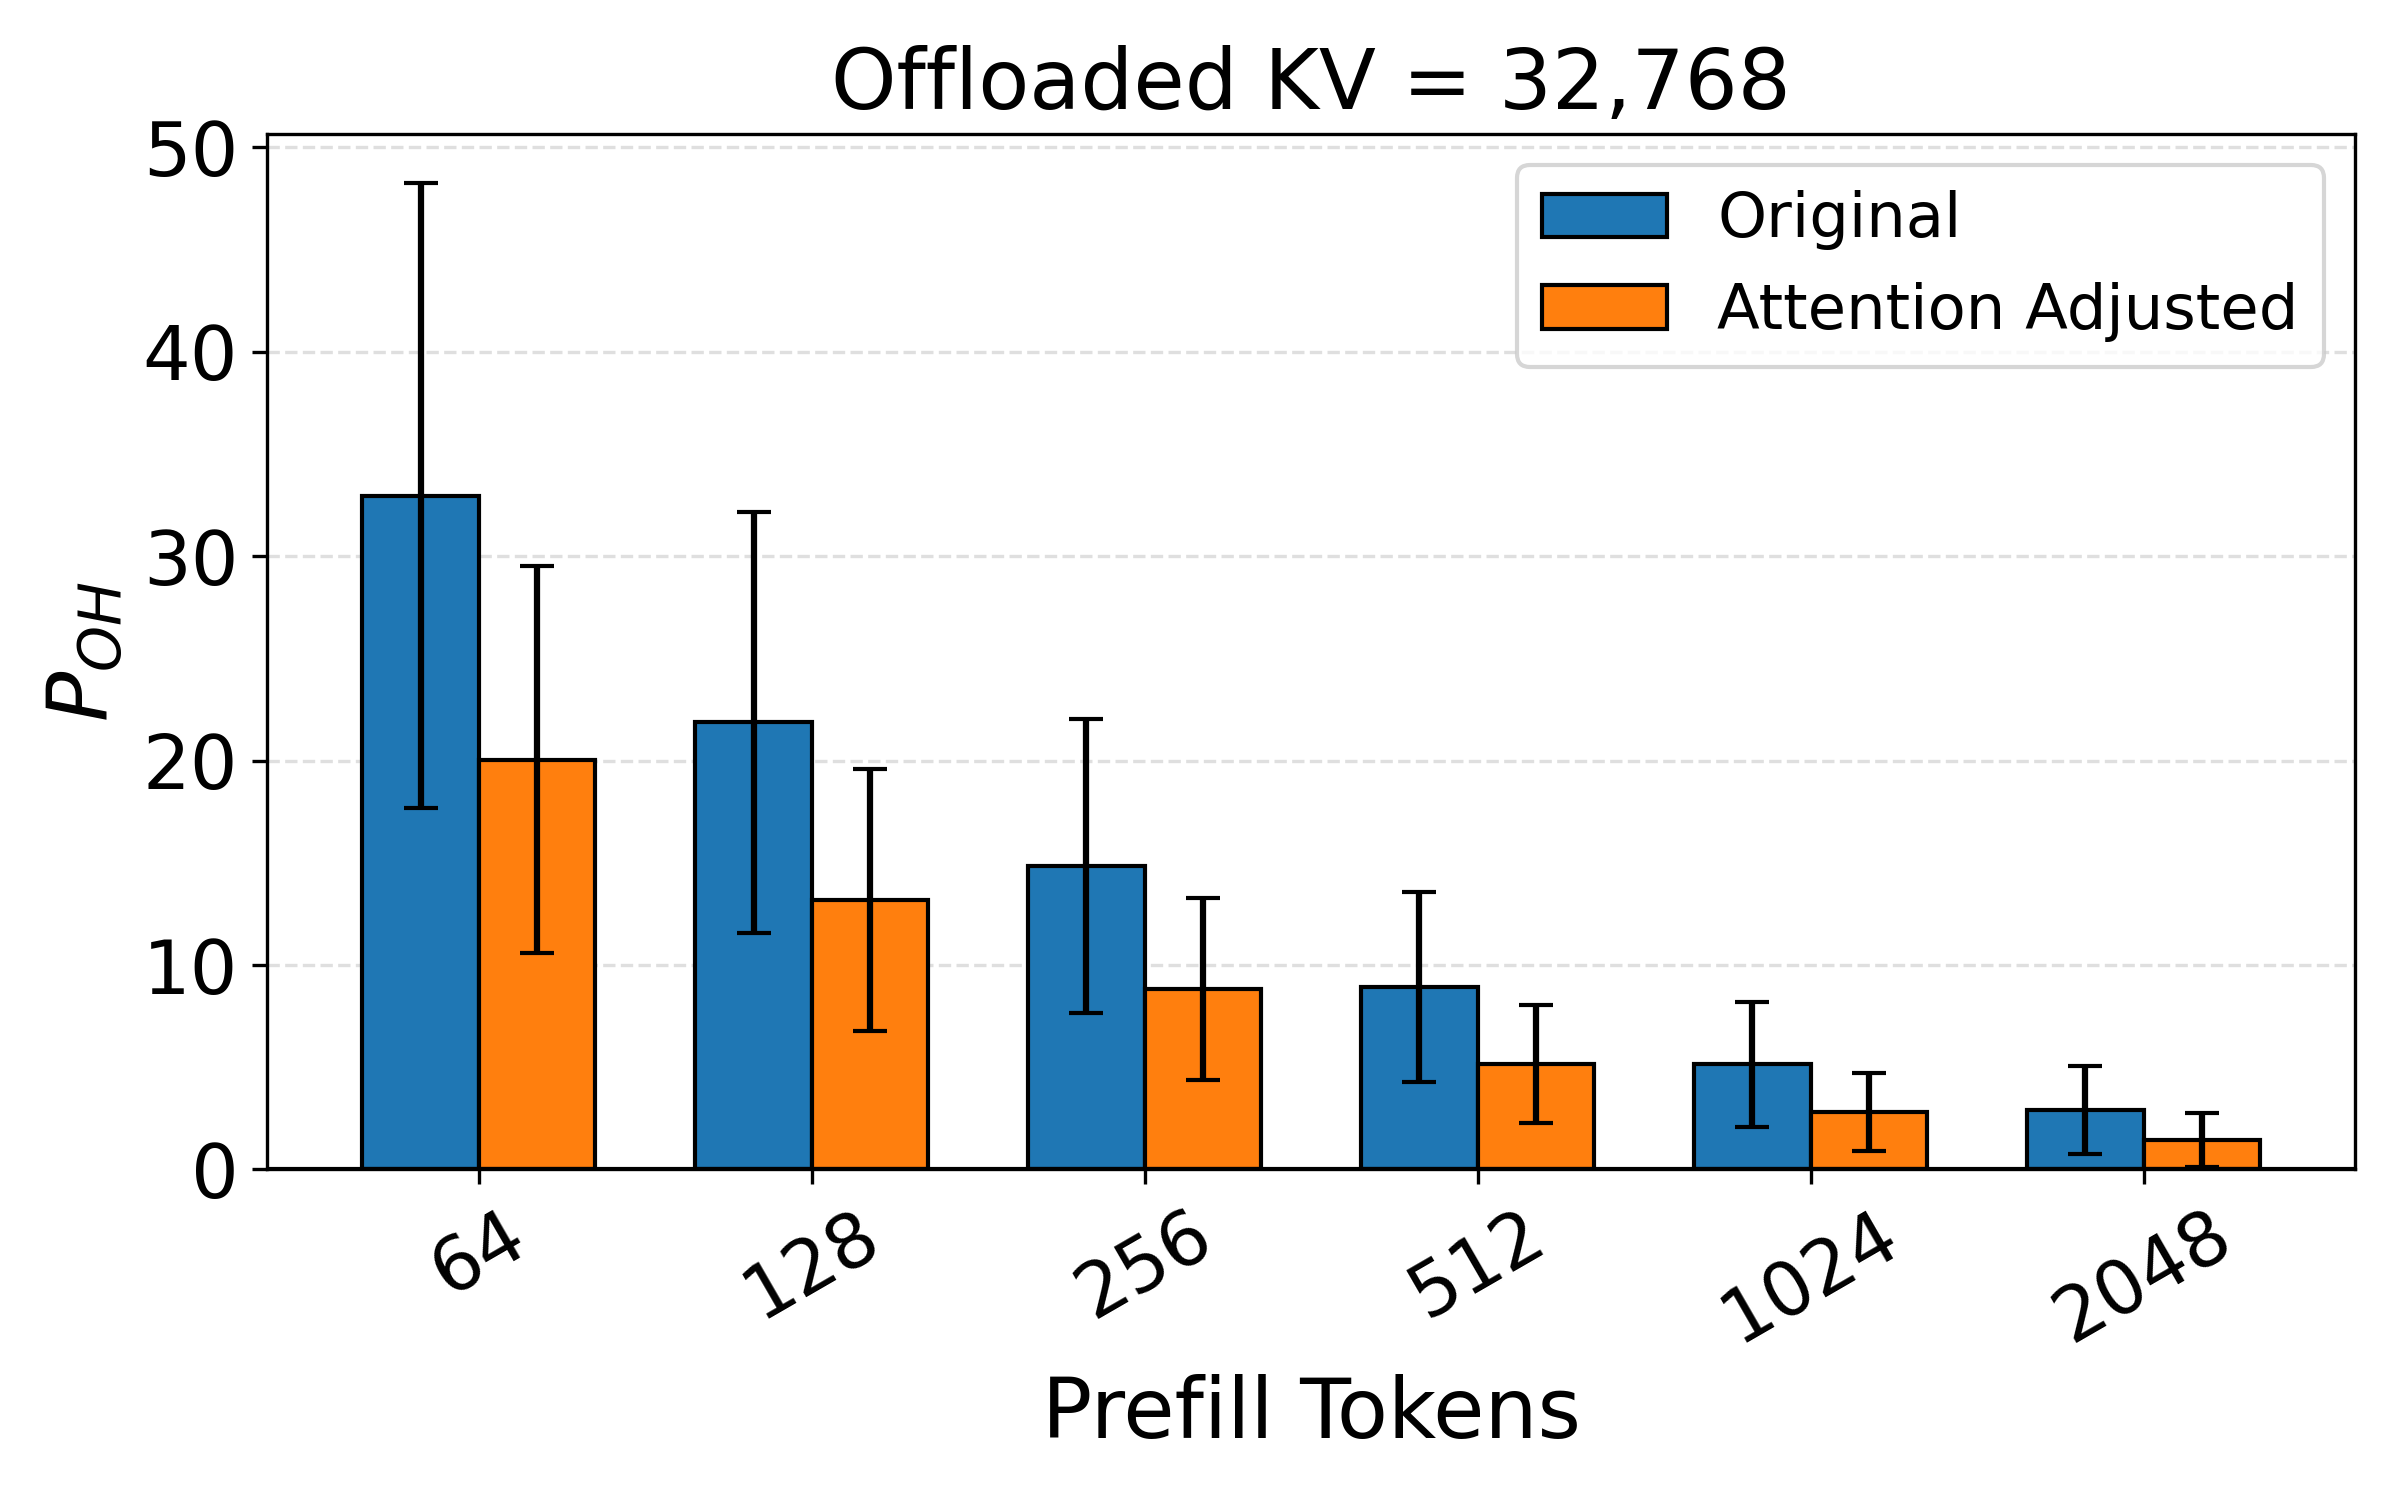 Offloaded KV = 32,768
50
40
30
20
10
0
P_OH
Original
Attention Adjusted
64
128
256
512
1024
2048
Prefill Tokens